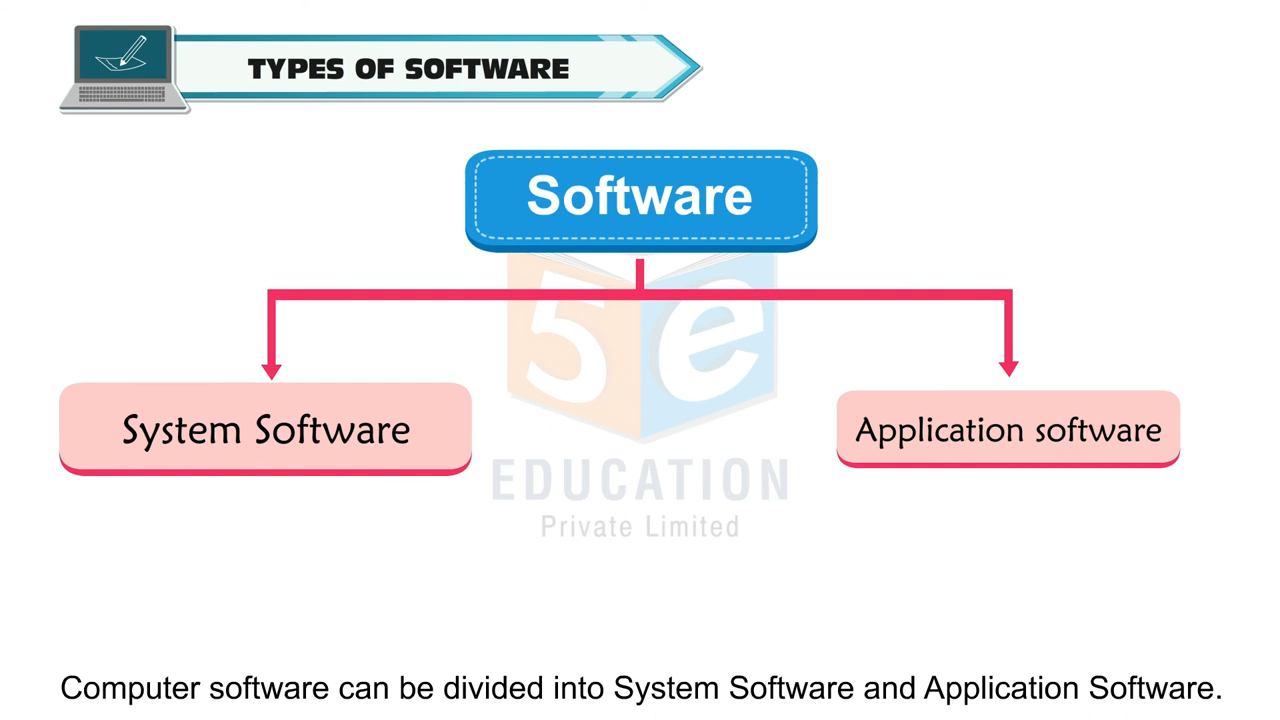 TYPES OF SOFTWARE
Software
5e
System Software
Application software
EDUCATION
Private Limited
Computer software can be divided into System Software and Application Software.